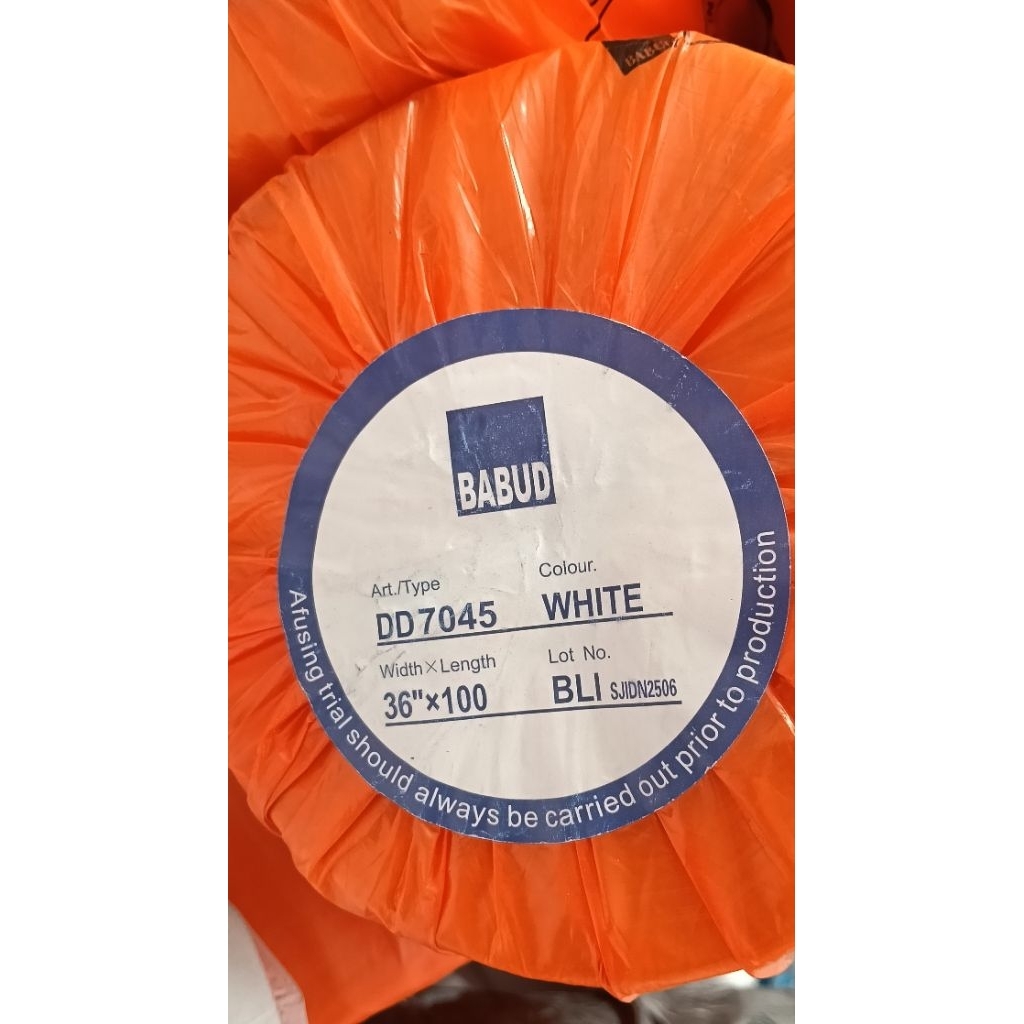 BABUD
Art./Type
Colour.
DD7045
WHITE
Width×Length
Lot No.
36"×100
BLI SJIDN2506
Afusing trial should always be carried out prior to production